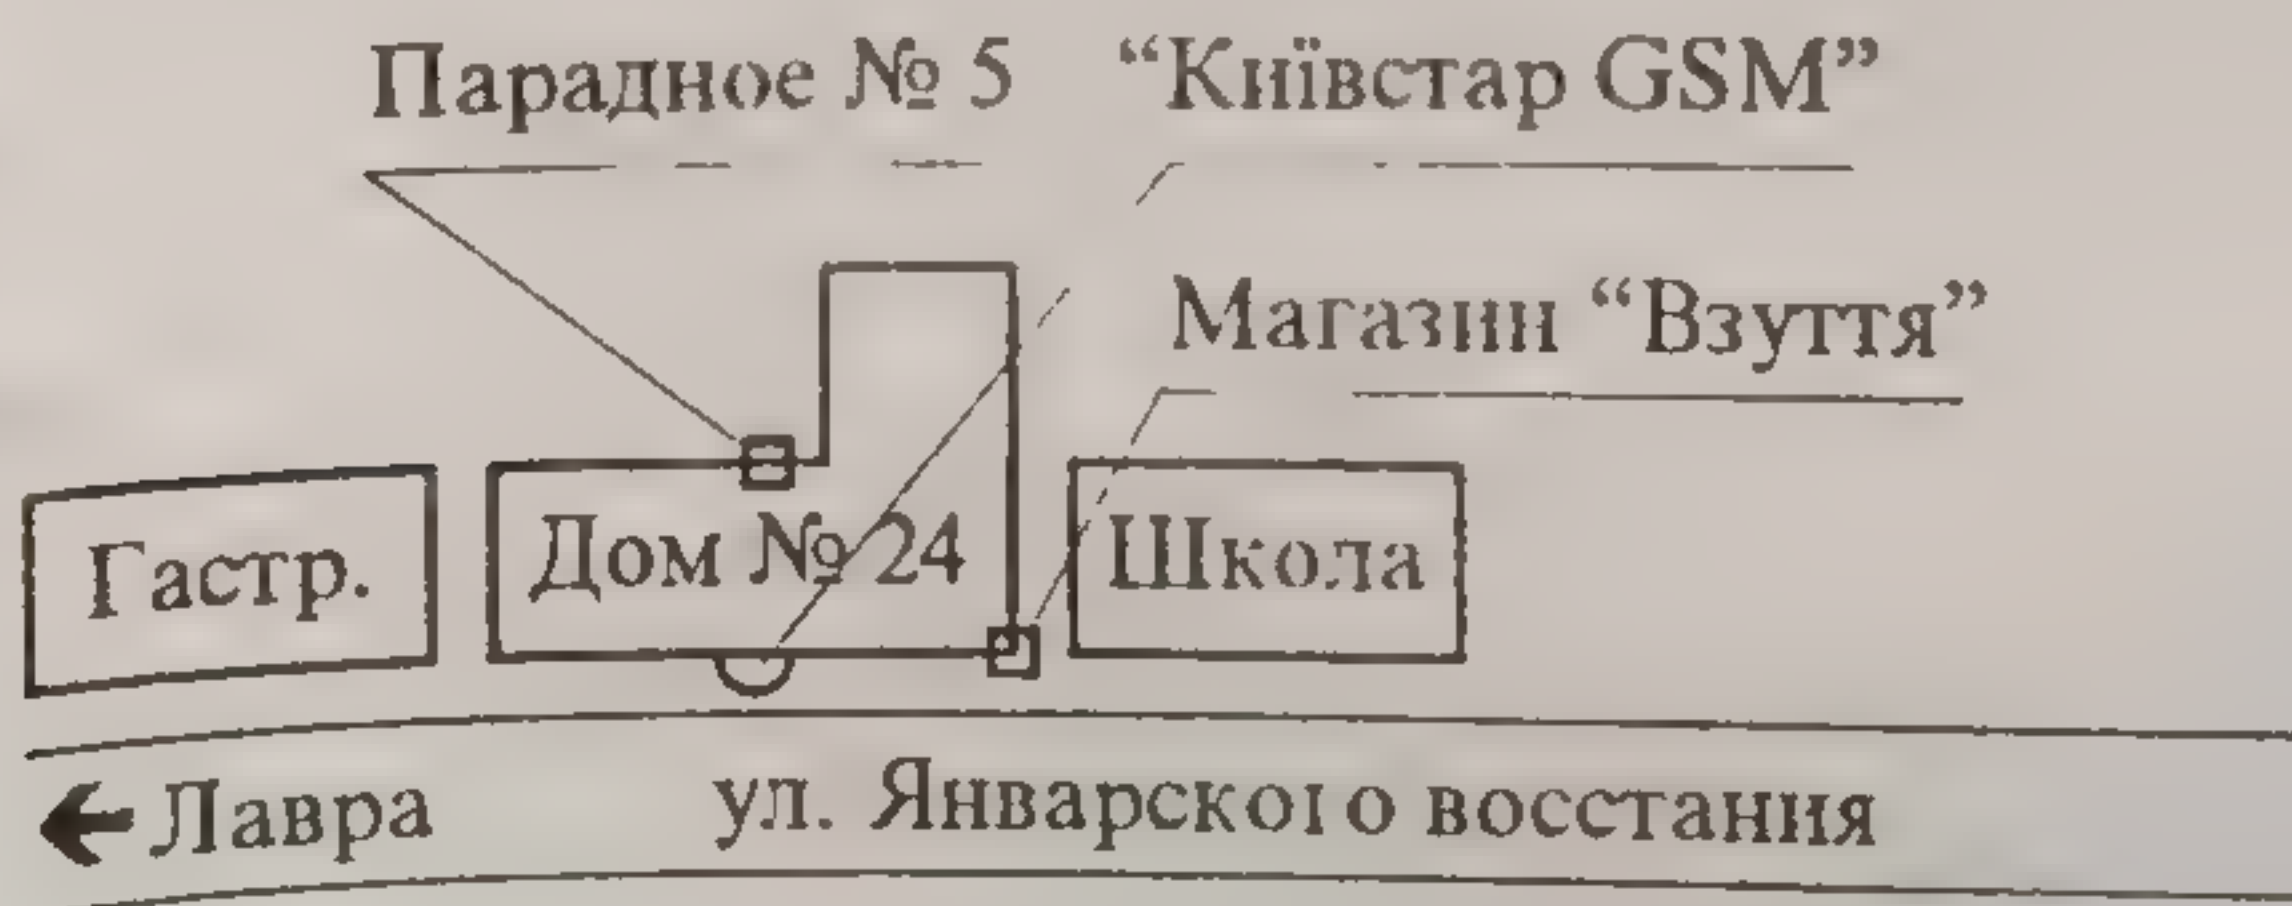 Парадное № 5 “Київстар GSM”
Магазин “Взуття”
Гастр. Дом № 24 Школа
Лавра ул. Январского восстания